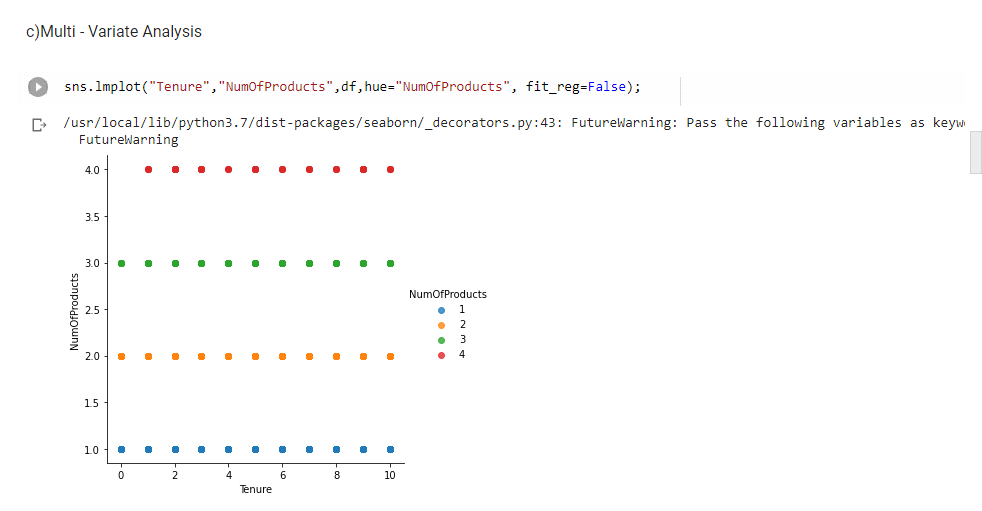 c)Multi - Variate Analysis
sns.lmplot("Tenure","NumOfProducts",df,hue="NumOfProducts", fit_reg=False);
/usr/local/lib/python3.7/dist-packages/seaborn/_decorators.py:43: FutureWarning: Pass the following variables as keyw
FutureWarning
4.0
3.5
3.0
2.5
2.0
1.5
1.0
NumOfProducts
0 2 4 6 8 10
Tenure
NumOfProducts
1
2
3
4